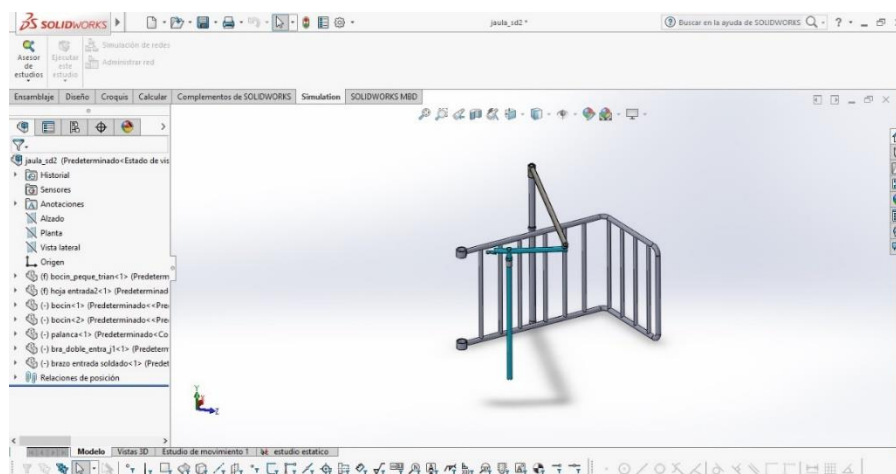 SOLIDWORKS
jaula_sd2 *
Buscar en la ayuda de SOLIDWORKS
Asesor de estudios
Ejecutar este estudio
Simulación de redes
Administrar red
Ensamblaje
Diseño
Croquis
Calcular
Complementos de SOLIDWORKS
Simulation
SOLIDWORKS MBD
jaula_sd2 (Predeterminado<Estado de vis
Historial
Sensores
Anotaciones
Alzado
Planta
Vista lateral
Origen
(f) bocin_peque_trian<1> (Predeterm
(f) hoja entrada2<1> (Predeterminad
(-) bocin<1> (Predeterminado<<Pre
(-) bocin<2> (Predeterminado<<Pre
(-) palanca<1> (Predeterminado<Co
(-) bra_doble_entra_j1<1> (Predeterm
(-) brazo entrada soldado<1> (Predet
Relaciones de posición
Modelo
Vistas 3D
Estudio de movimiento 1
estudio estatico